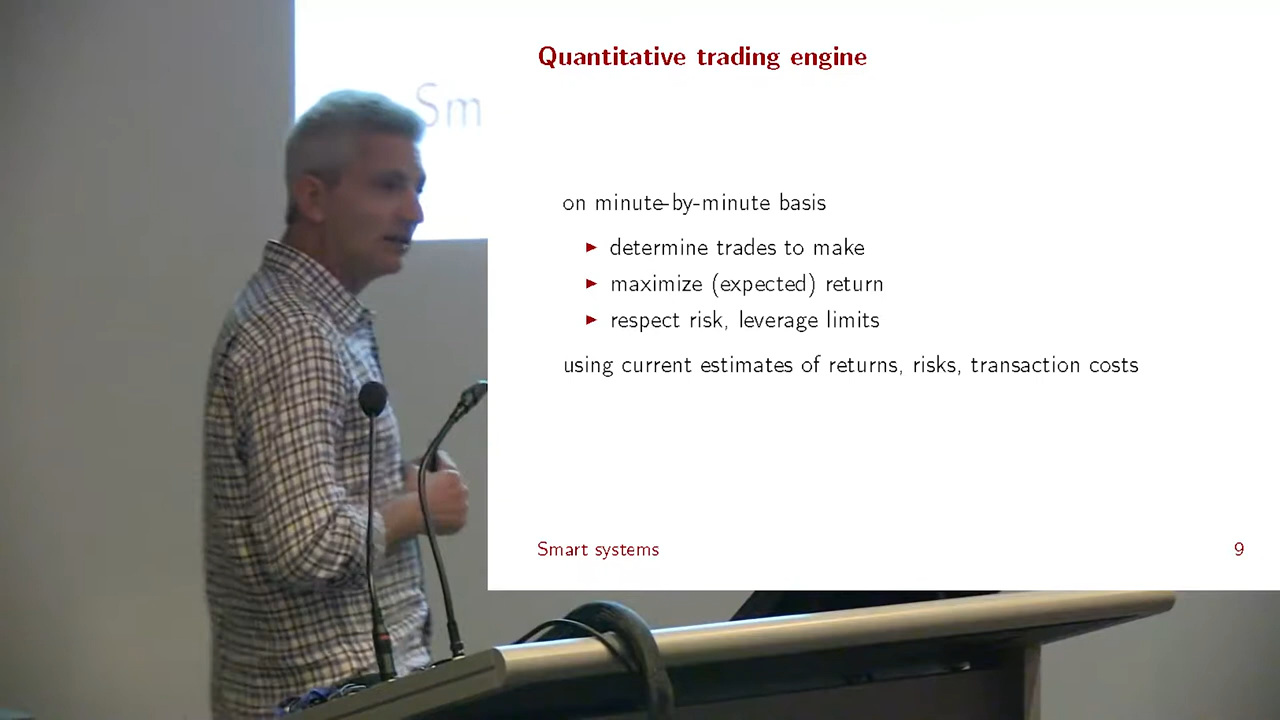 Quantitative trading engine
Sm
on minute-by-minute basis
▶ determine trades to make
▶ maximize (expected) return
▶ respect risk, leverage limits
using current estimates of returns, risks, transaction costs
Smart systems 9